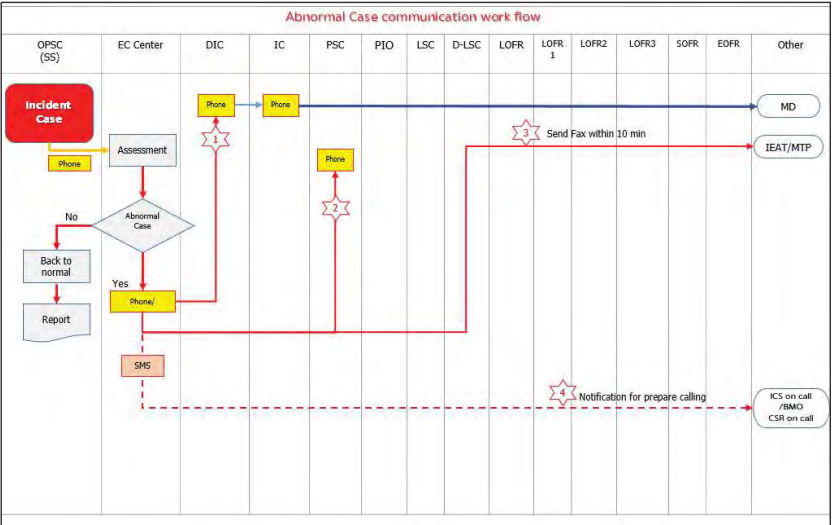 Abnormal Case communication work flow
OPSC
(SS)
EC Center
DIC
IC
PSC
PIO
LSC
D-LSC
LOFR
LOFR
1
LOFR2
LOFR3
SOFR
EOFR
Other
Incident
Case
Phone
Assessment
Abnormal
Case
No
Back to
normal
Report
Yes
Phone/
SMS
Phone
1
Phone
Phone
2
3
Send Fax within 10 min
4
Notification for prepare calling
MD
IEAT/MTP
ICS on call
/BMO
CSR on call